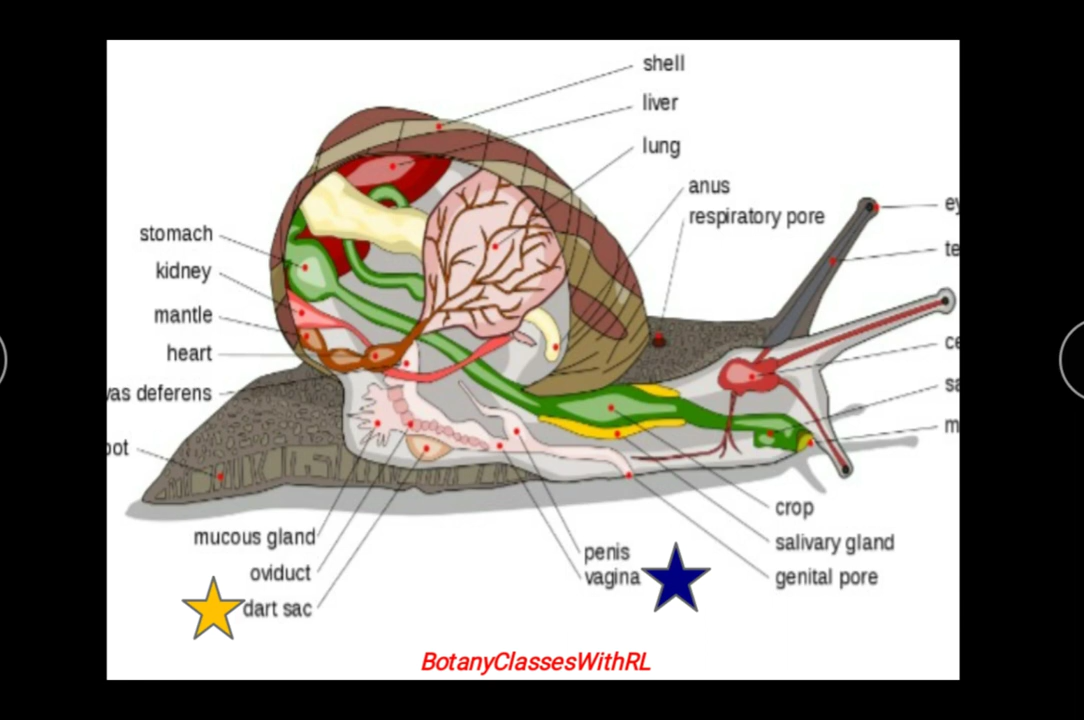 shell
liver
lung
anus
respiratory pore
stomach
kidney
mantle
heart
vas deferens
mucous gland
oviduct
dart sac
penis
vagina
crop
salivary gland
genital pore
BotanyClassesWithRL